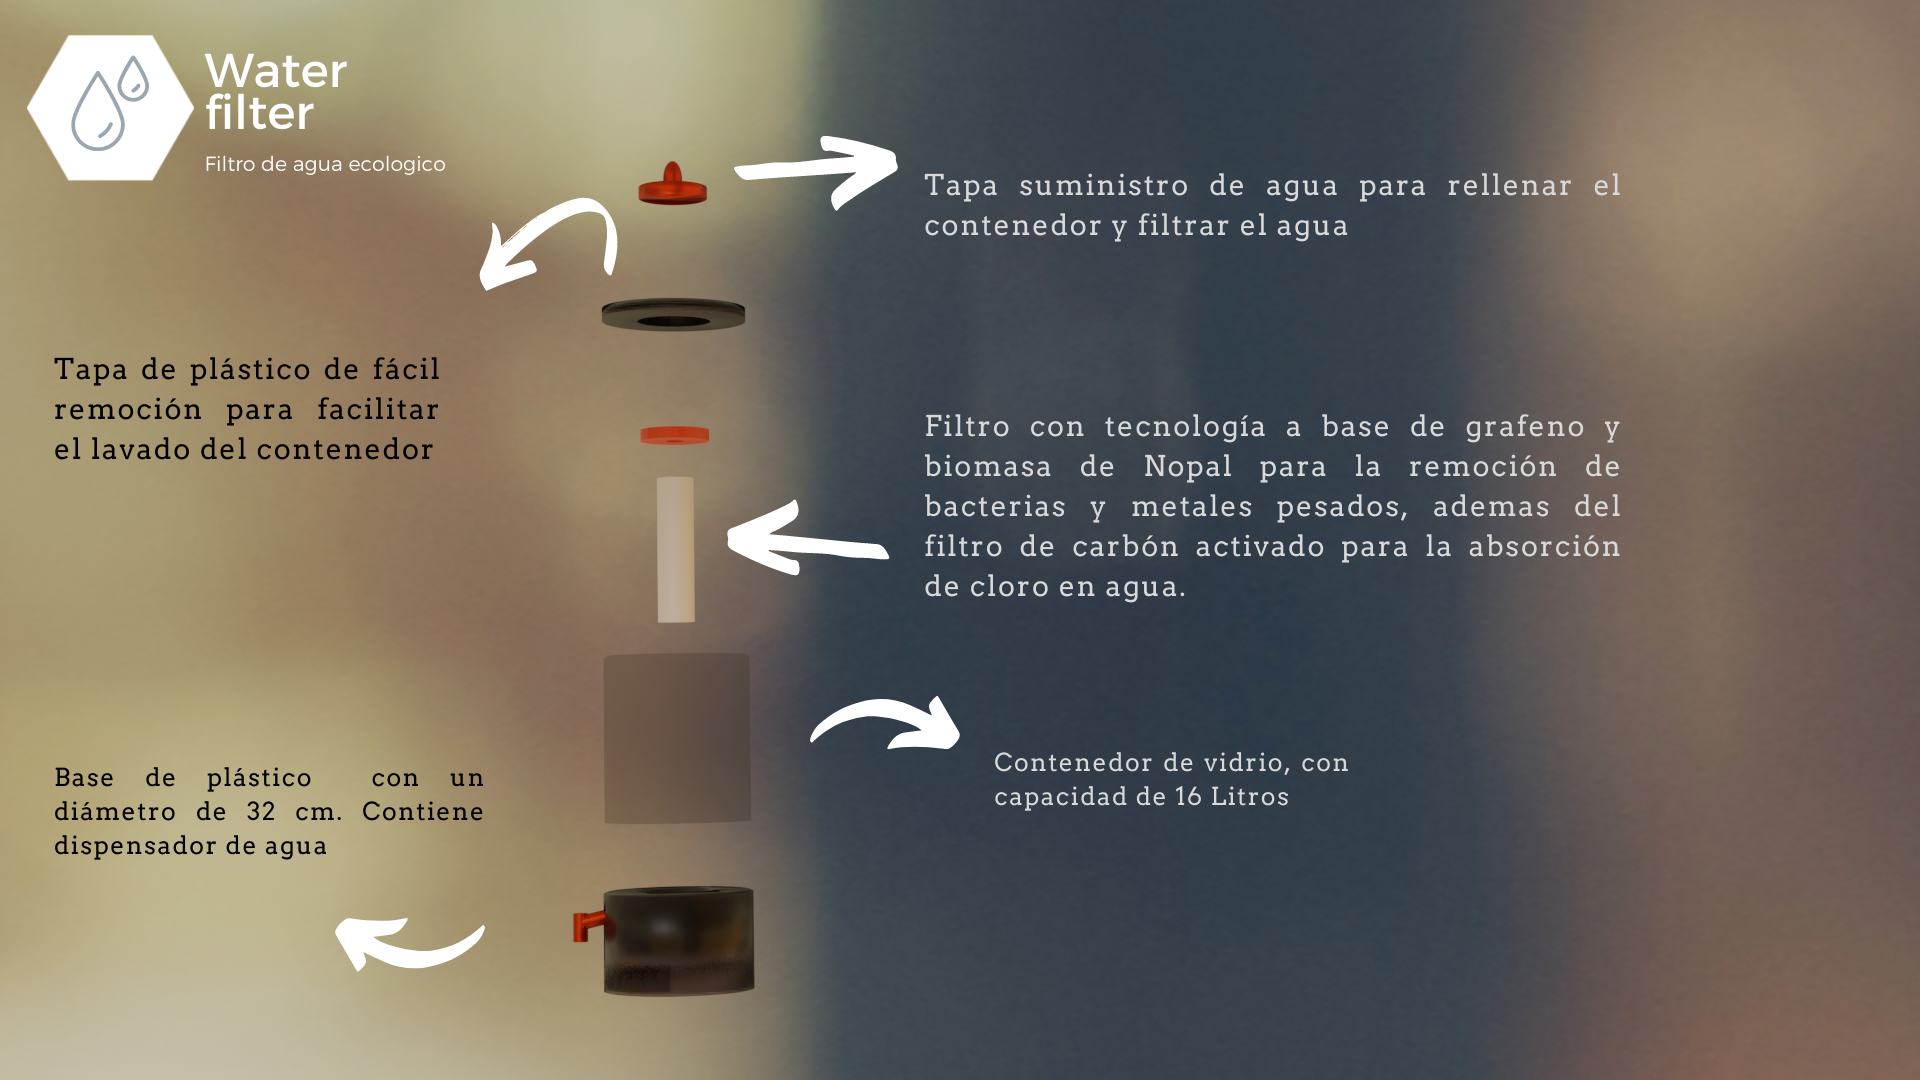 Water
filter
Filtro de agua ecologico
Tapa suministro de agua para rellenar el
contenedor y filtrar el agua
Tapa de plástico de fácil
remoción para facilitar
el lavado del contenedor
Filtro con tecnología a base de grafeno y
biomasa de Nopal para la remoción de
bacterias y metales pesados, ademas del
filtro de carbón activado para la absorción
de cloro en agua.
Contenedor de vidrio, con
capacidad de 16 Litros
Base de plástico con un
diámetro de 32 cm. Contiene
dispensador de agua